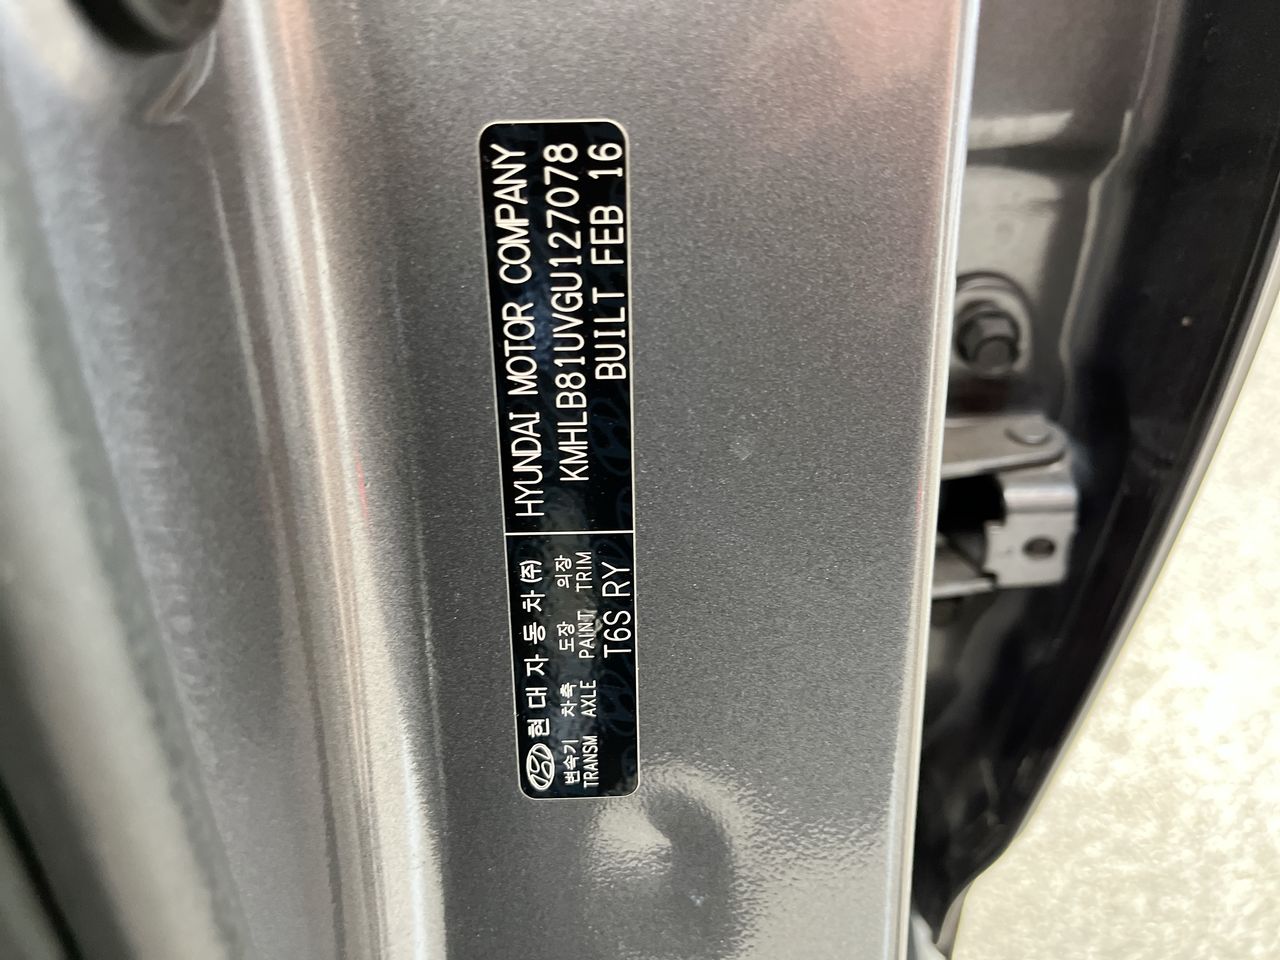 현대자동차(주)
변속기 차축 도장 의장
TRANSM AXLE PAINT TRIM
T6S RY
HYUNDAI MOTOR COMPANY
KMHLB81UVGU127078
BUILT FEB 16